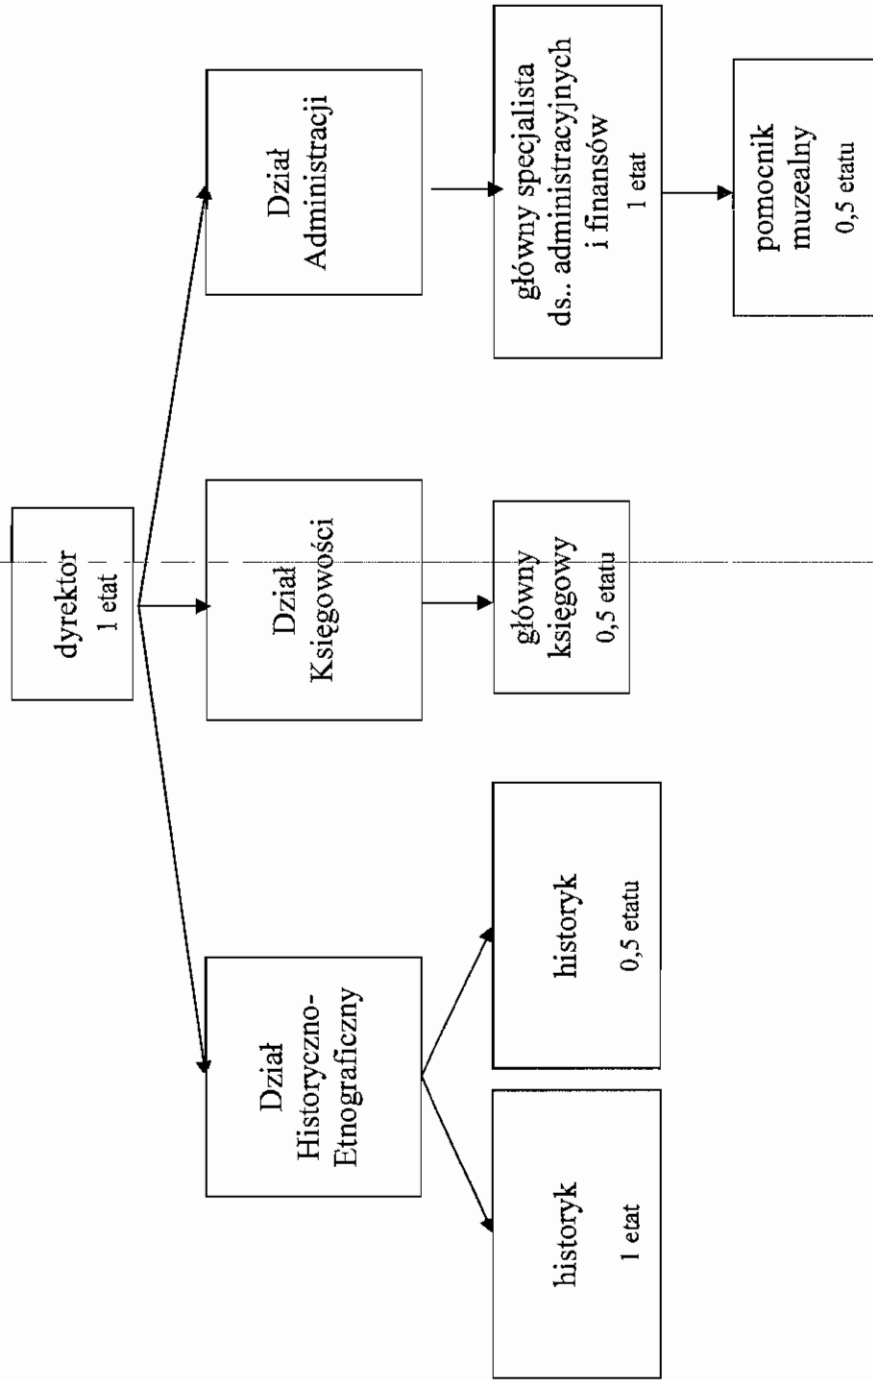 dyrektor
1 etat
Dział
Historyczno-
Etnograficzny
Dział
Księgowości
Dział
Administracji
historyk
1 etat
historyk
0,5 etatu
główny
księgowy
0,5 etatu
główny specjalista
ds.. administracyjnych
i finansów
1 etat
pomocnik
muzealny
0,5 etatu